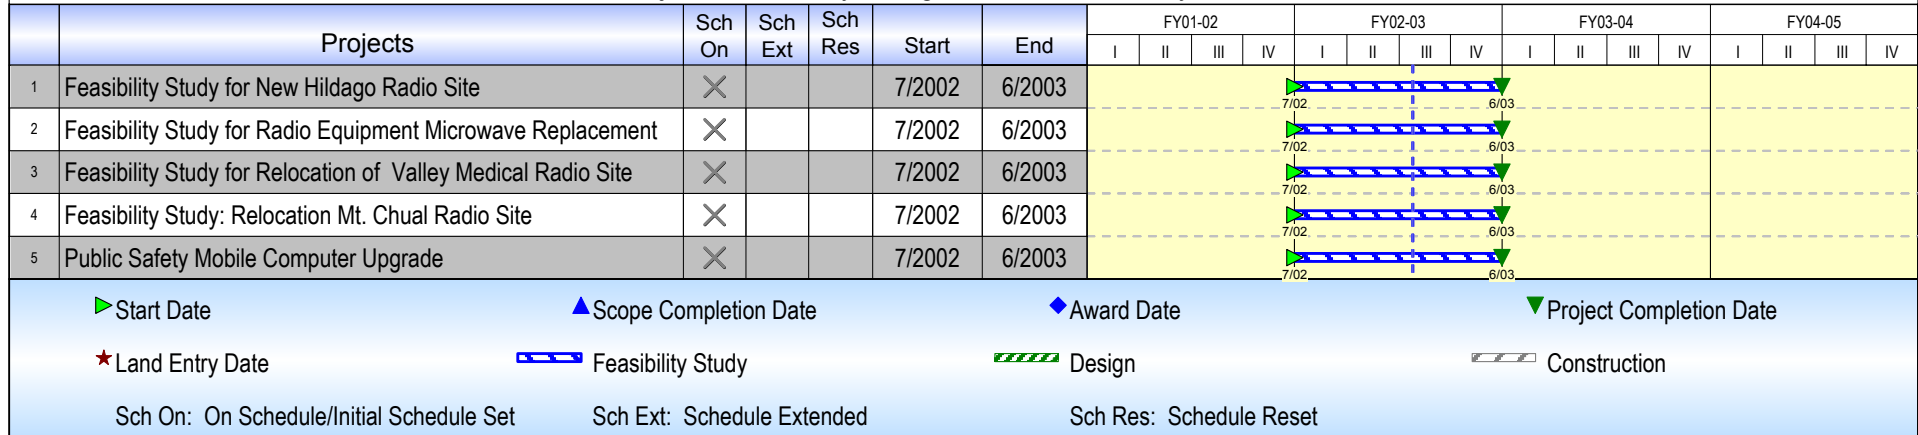 Projects Sch On Sch Ext Sch Res Start End FY01-02 FY02-03 FY03-04 FY04-05
I II III IV I II III IV I II III IV I II III IV
1 Feasibility Study for New Hildago Radio Site 7/2002 6/2003 7/02 6/03
2 Feasibility Study for Radio Equipment Microwave Replacement 7/2002 6/2003 7/02 6/03
3 Feasibility Study for Relocation of Valley Medical Radio Site 7/2002 6/2003 7/02 6/03
4 Feasibility Study: Relocation Mt. Chual Radio Site 7/2002 6/2003 7/02 6/03
5 Public Safety Mobile Computer Upgrade 7/2002 6/2003 7/02 6/03
Start Date Scope Completion Date Award Date Project Completion Date
Land Entry Date Feasibility Study Design Construction
Sch On: On Schedule/Initial Schedule Set Sch Ext: Schedule Extended Sch Res: Schedule Reset